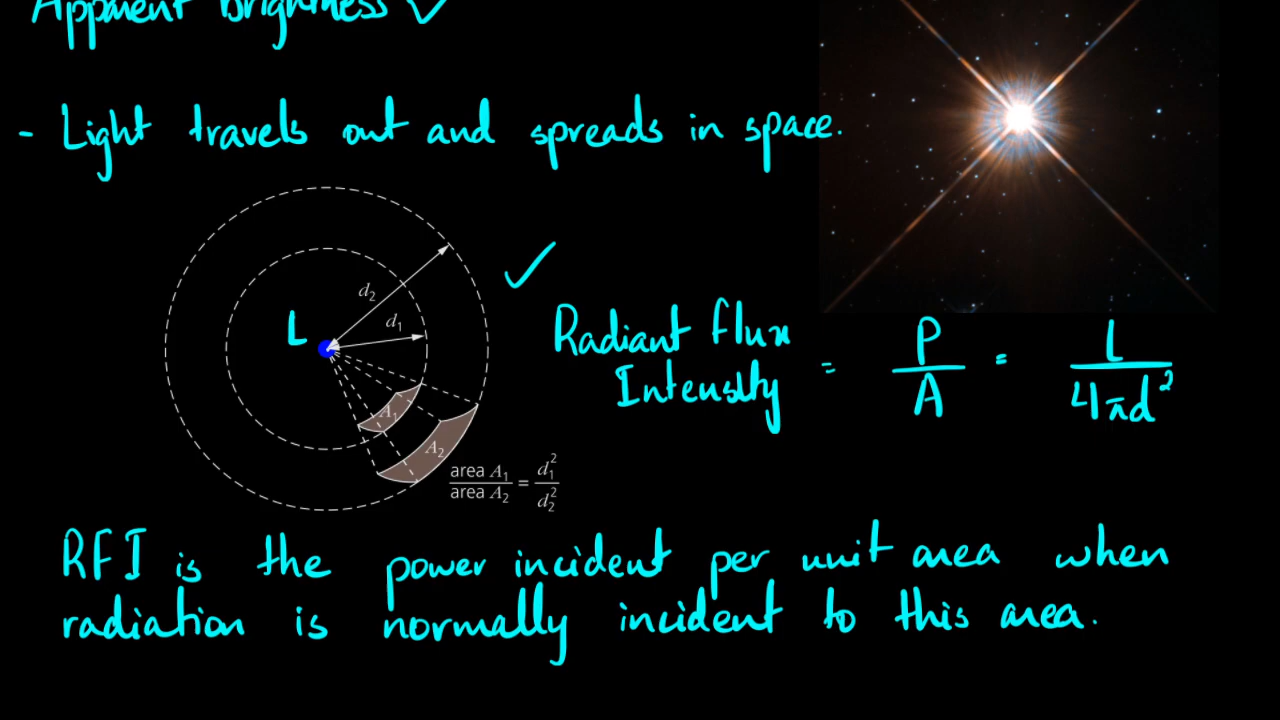 Apparent Brightness ✓
- Light travels out and spreads in space.
d₂
d₁
L
Radiant flux
Intensity = P/A = L/4πd²
A₁
A₂
area A₁/area A₂ = d₁²/d₂²
RFI is the power incident per unit area when
radiation is normally incident to this area.